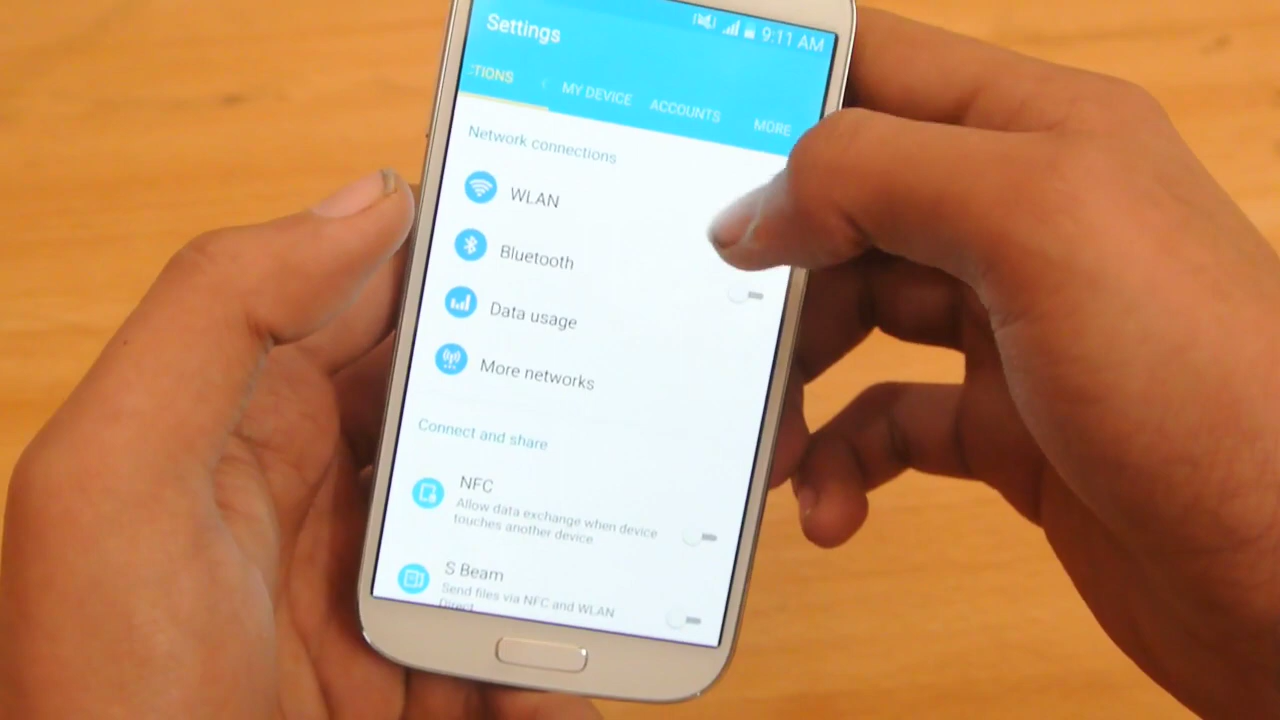 9:11 AM
Settings
TIONS
MY DEVICE
ACCOUNTS
MORE
Network connections
WLAN
Bluetooth
Data usage
More networks
Connect and share
NFC
Allow data exchange when device
touches another device
S Beam
Send files via NFC and WLAN
Direct